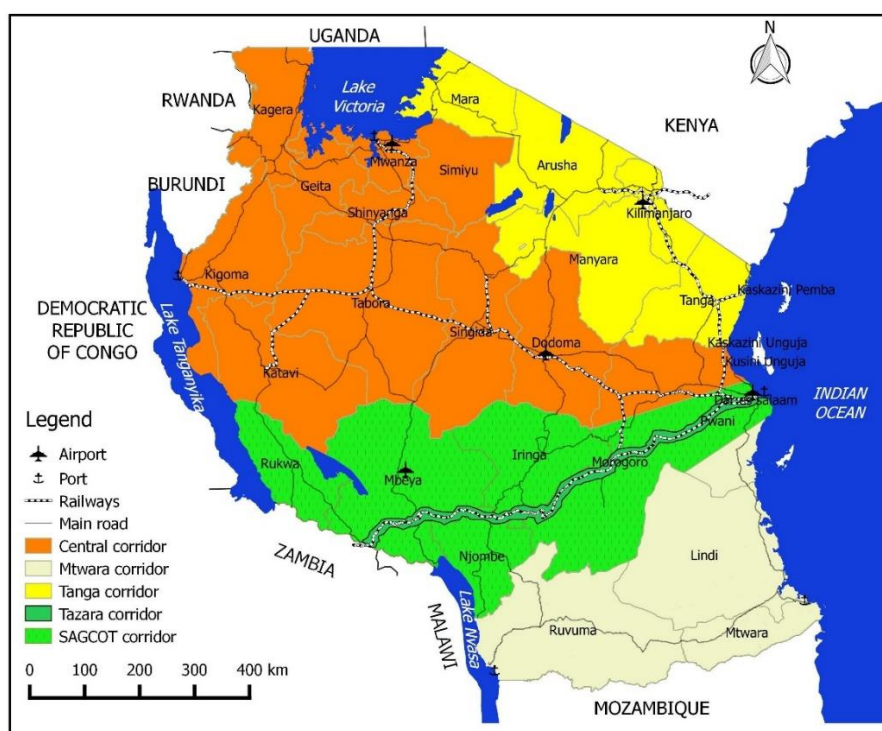 N
UGANDA
Lake
Victoria
RWANDA
Kagera
Mara
KENYA
Mwanza
Simiyu
Arusha
BURUNDI
Geita
Shinyanga
Kilimanjaro
Kigoma
Manyara
Tabora
Tanga
Kaskazini Pemba
DEMOCRATIC
REPUBLIC
OF CONGO
Lake Tanganyika
Singida
Dodoma
Kaskazini Unguja
Kusini Unguja
Katavi
INDIAN
OCEAN
Dar es Salaam
Pwani
Rukwa
Mbeya
Iringa
Morogoro
ZAMBIA
Njombe
Lindi
MALAWI
Lake Nyasa
Ruvuma
Mtwara
MOZAMBIQUE
Legend
Airport
Port
Railways
Main road
Central corridor
Mtwara corridor
Tanga corridor
Tazara corridor
SAGCOT corridor
0 100 200 300 400 km